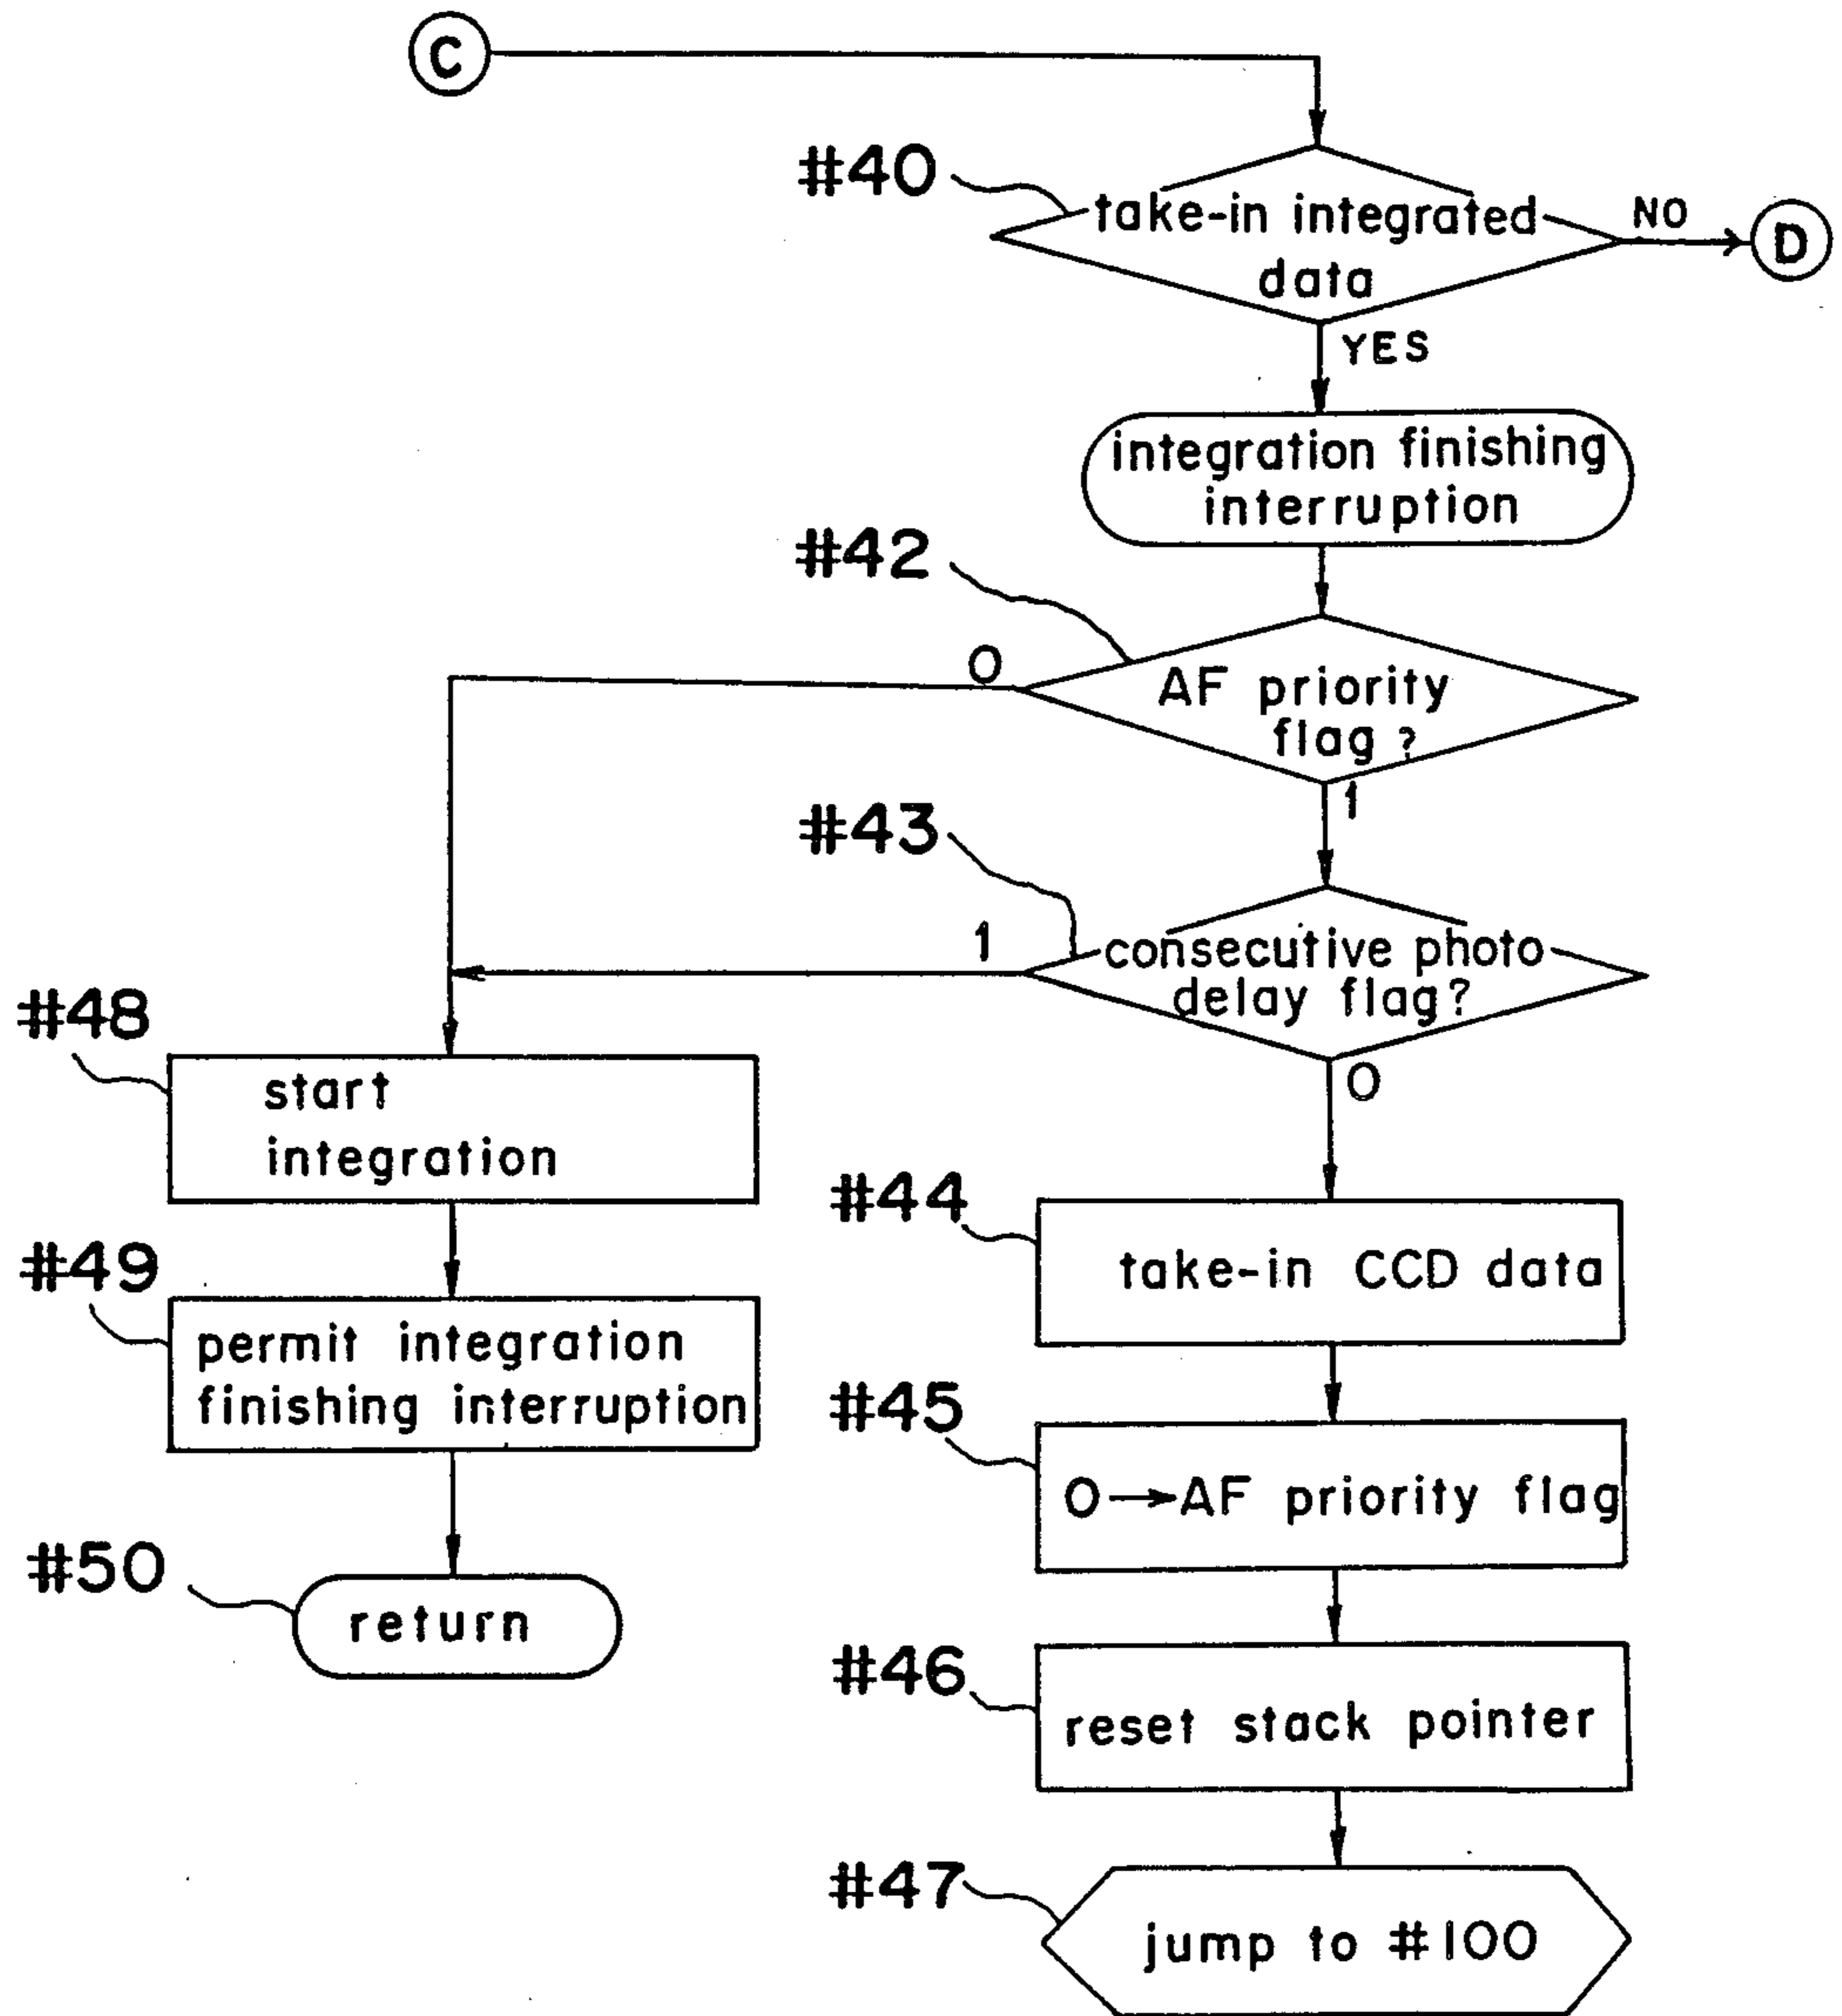 C
#40
take-in integrated
data
NO
D
YES
integration finishing
interruption
#42
0
AF priority
flag ?
1
#43
1
consecutive photo
delay flag?
0
#48
start
integration
#44
take-in CCD data
#49
permit integration
finishing interruption
#45
0→AF priority flag
#50
return
#46
reset stack pointer
#47
jump to #100